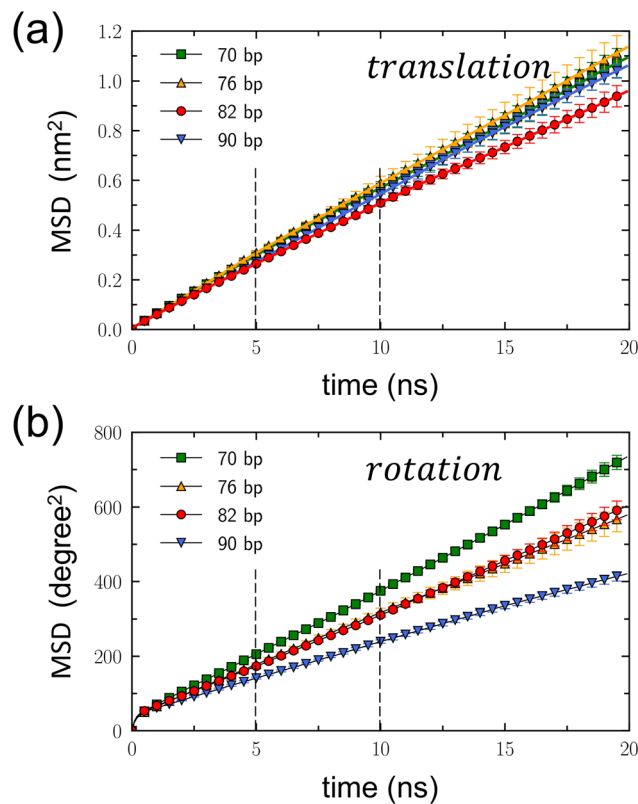 (a)
1.2
1.0
0.8
0.6
0.4
0.2
0.0
MSD (nm²)
70 bp
76 bp
82 bp
90 bp
translation
0
5
10
15
20
time (ns)
(b)
800
600
400
200
0
MSD (degree²)
70 bp
76 bp
82 bp
90 bp
rotation
0
5
10
15
20
time (ns)